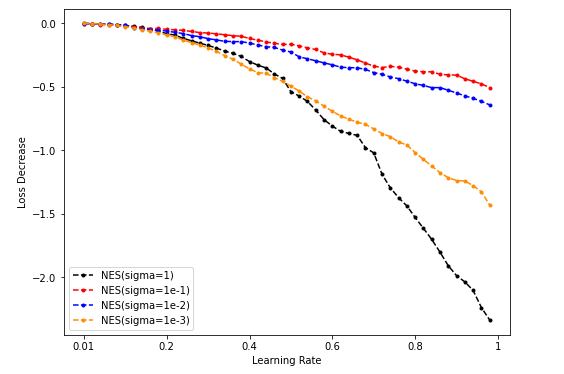 0.0
−0.5
−1.0
−1.5
−2.0
Loss Decrease
NES(sigma=1)
NES(sigma=1e-1)
NES(sigma=1e-2)
NES(sigma=1e-3)
0.01 0.2 0.4 0.6 0.8 1
Learning Rate